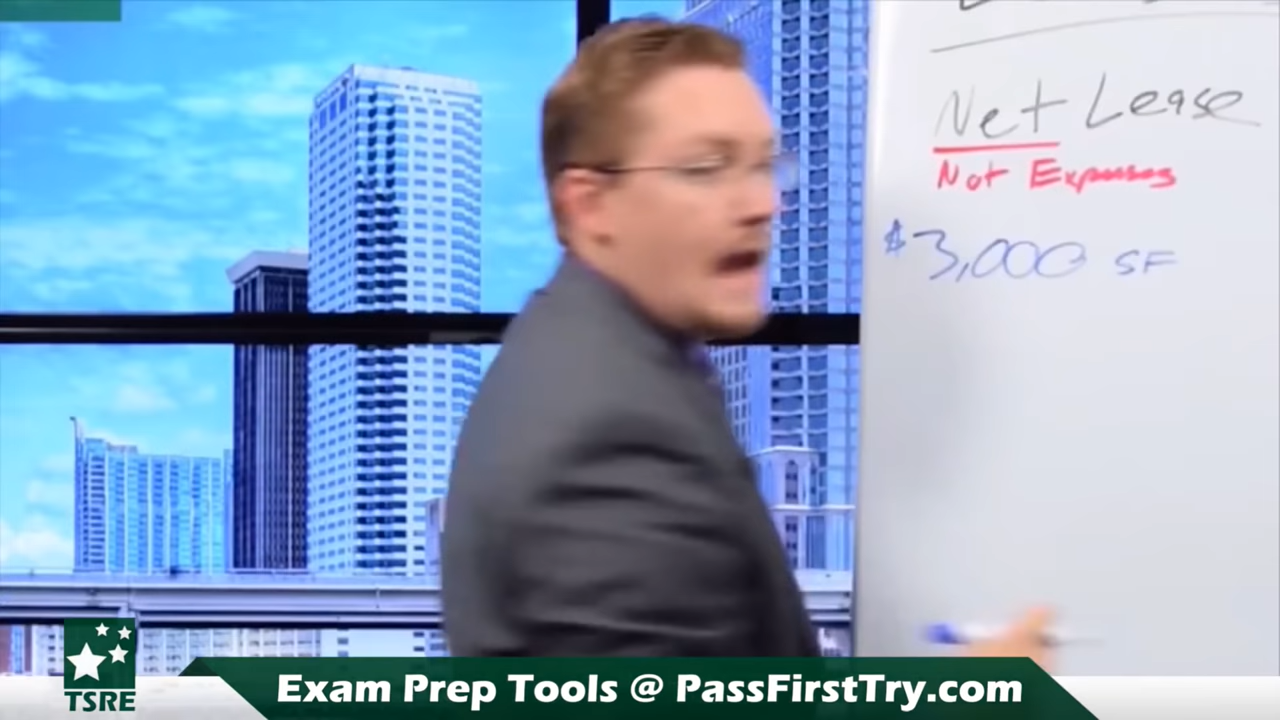 Net Lease
Not Expenses
$3,000 SF
TSRE
Exam Prep Tools @ PassFirstTry.com